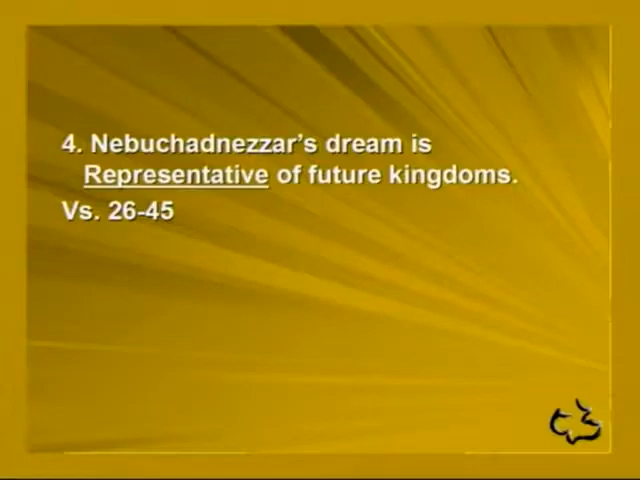 4. Nebuchadnezzar's dream is
Representative of future kingdoms.
Vs. 26-45